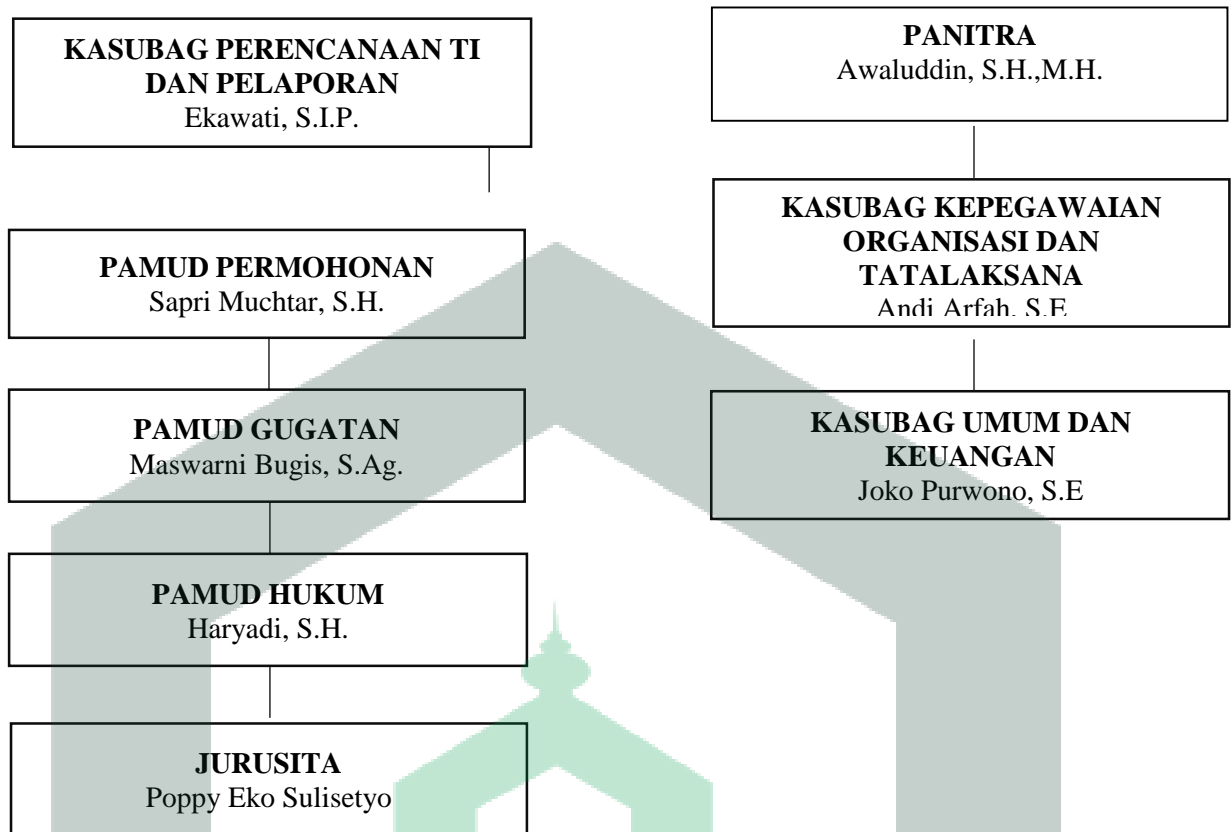 KASUBAG PERENCANAAN TI
DAN PELAPORAN
Ekawati, S.I.P.
PAMUD PERMOHONAN
Sapri Muchtar, S.H.
PAMUD GUGATAN
Maswarni Bugis, S.Ag.
PAMUD HUKUM
Haryadi, S.H.
JURUSITA
Poppy Eko Sulisetyo
PANITRA
Awaluddin, S.H.,M.H.
KASUBAG KEPEGAWAIAN
ORGANISASI DAN
TATALAKSANA
Andi Arfah, S.E
KASUBAG UMUM DAN
KEUANGAN
Joko Purwono, S.E